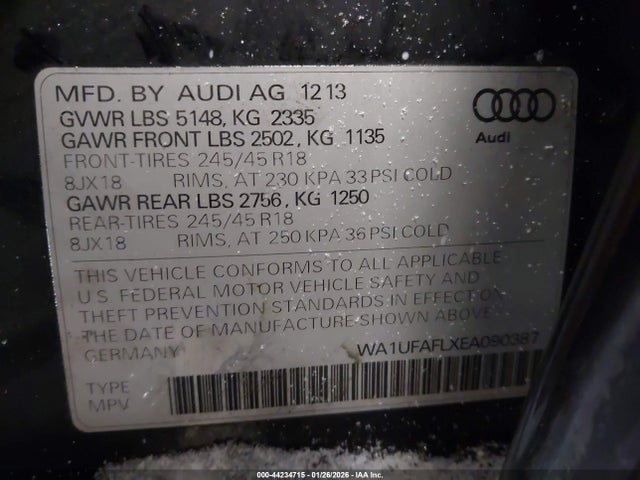 MFD. BY AUDI AG 12 13
GVWR LBS 5148, KG 2335
GAWR FRONT LBS 2502, KG 1135
FRONT-TIRES 245/45 R18
8JX18 RIMS, AT 230 KPA 33 PSI COLD
GAWR REAR LBS 2756, KG 1250
REAR-TIRES 245/45 R18
8JX18 RIMS, AT 250 KPA 36 PSI COLD
Audi
THIS VEHICLE CONFORMS TO ALL APPLICABLE
U.S. FEDERAL MOTOR VEHICLE SAFETY AND
THEFT PREVENTION STANDARDS IN EFFECT ON
THE DATE OF MANUFACTURE SHOWN ABOVE.
GERMANY WA1UFAFLXEA090387
TYPE
MPV
000-44234715 - 01/26/2026 - IAA Inc.